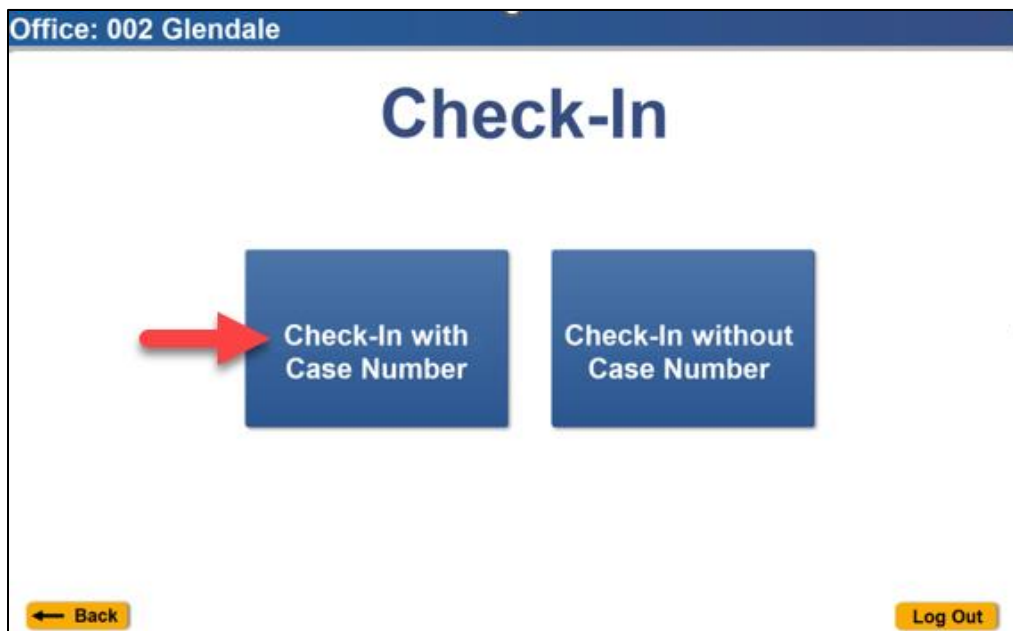 Office: 002 Glendale
Check-In
Check-In with
Case Number
Check-In without
Case Number
Back
Log Out